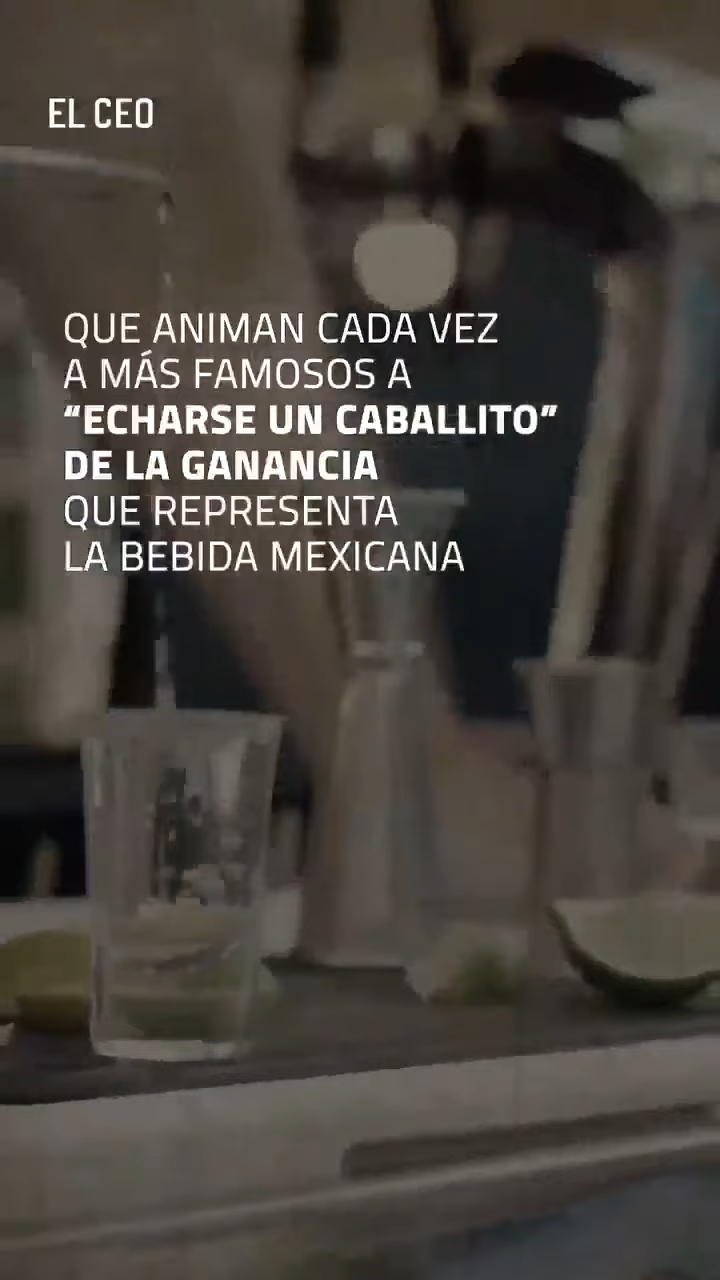 EL CEO
QUE ANIMAN CADA VEZ
A MÁS FAMOSOS A
“ECHARSE UN CABALLITO”
DE LA GANANCIA
QUE REPRESENTA
LA BEBIDA MEXICANA